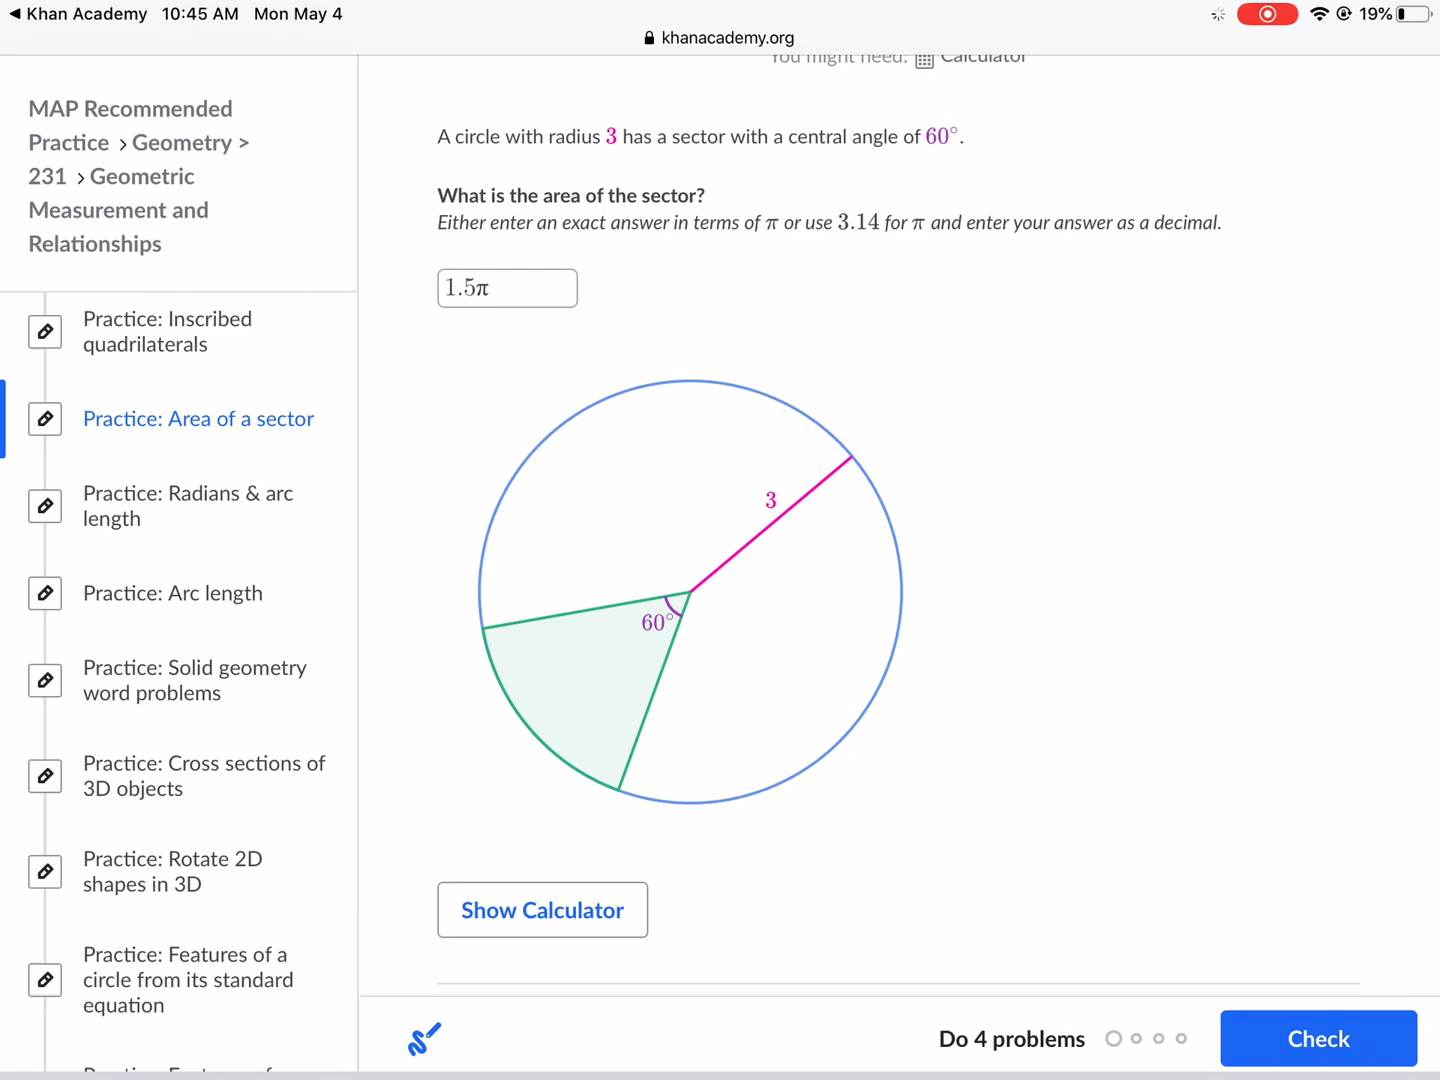 ◀ Khan Academy 10:45 AM Mon May 4
19%
khanacademy.org
You might need: Calculator
MAP Recommended
Practice > Geometry >
231 > Geometric
Measurement and
Relationships
Practice: Inscribed
quadrilaterals
Practice: Area of a sector
Practice: Radians & arc
length
Practice: Arc length
Practice: Solid geometry
word problems
Practice: Cross sections of
3D objects
Practice: Rotate 2D
shapes in 3D
Practice: Features of a
circle from its standard
equation
A circle with radius 3 has a sector with a central angle of 60°.
What is the area of the sector?
Either enter an exact answer in terms of π or use 3.14 for π and enter your answer as a decimal.
1.5π
3
60°
Show Calculator
Do 4 problems
Check